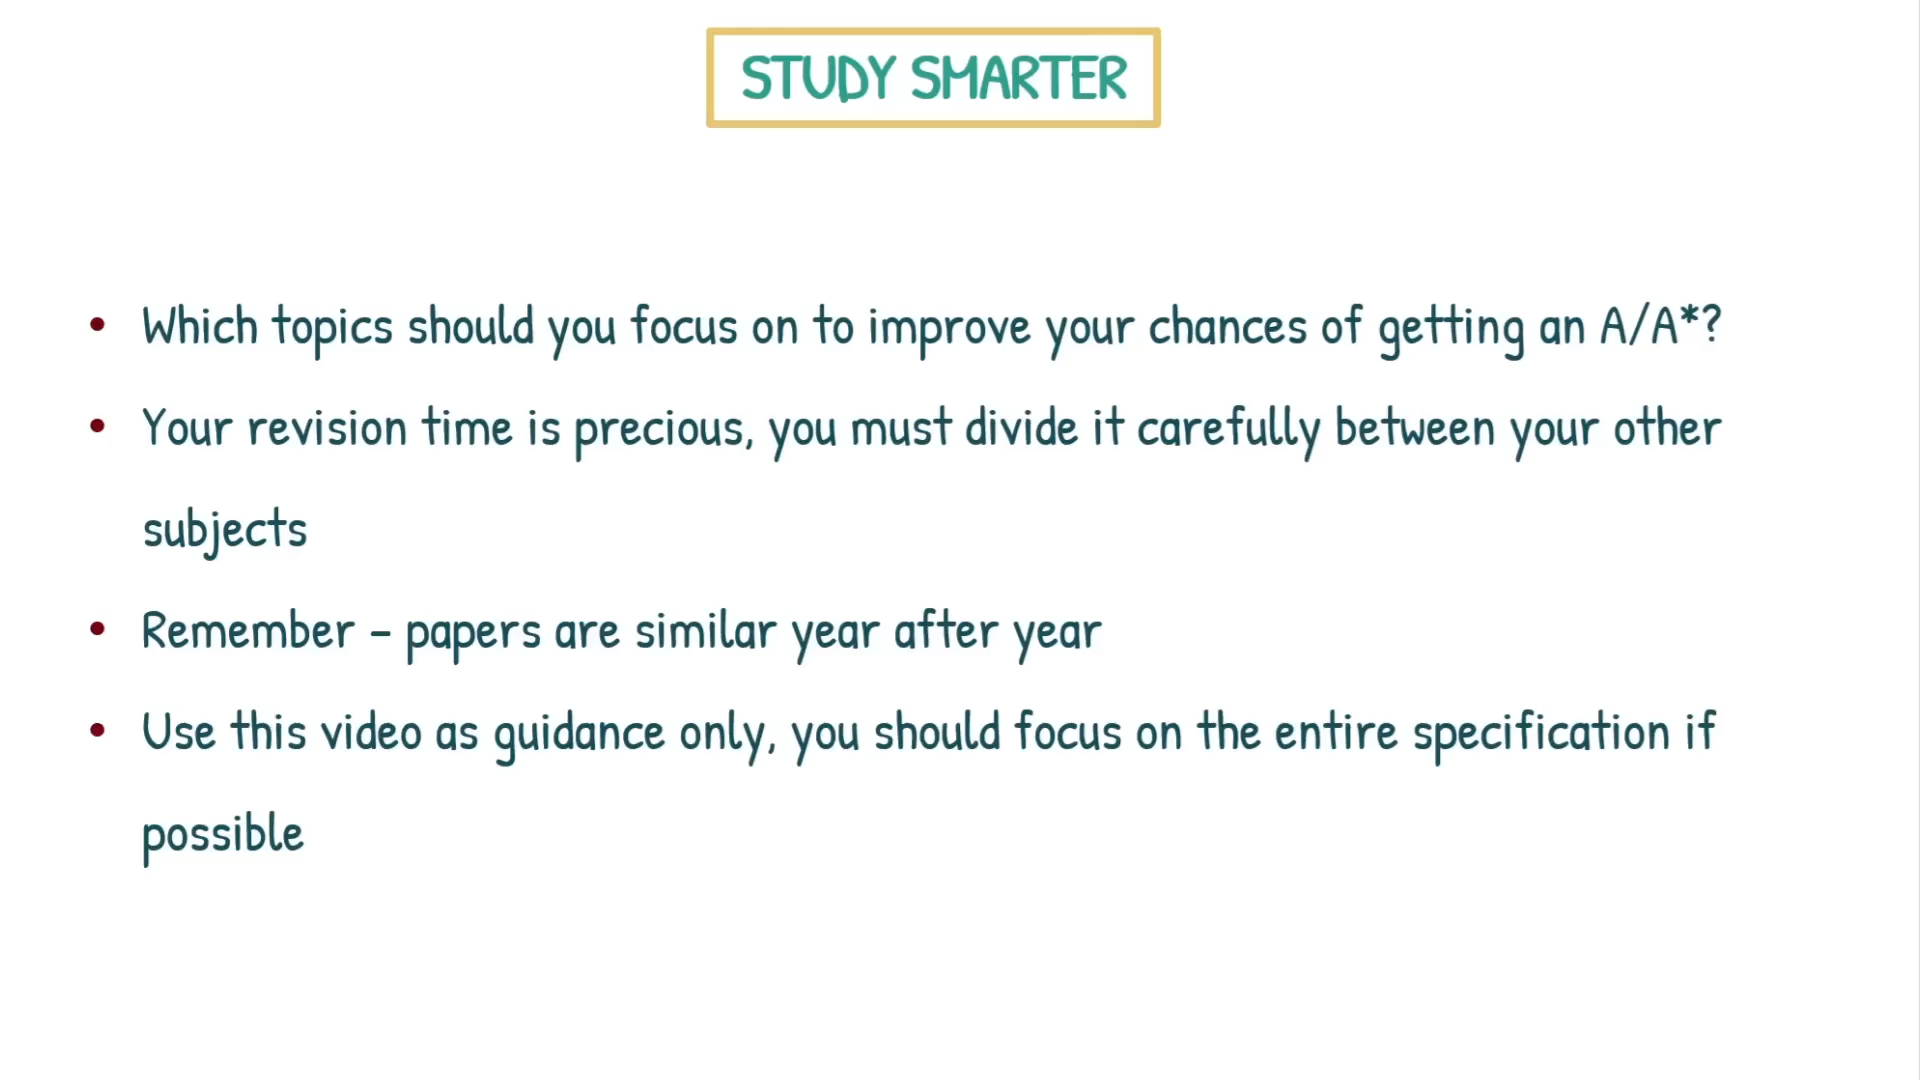 STUDY SMARTER
• Which topics should you focus on to improve your chances of getting an A/A*?
• Your revision time is precious, you must divide it carefully between your other
subjects
• Remember – papers are similar year after year
• Use this video as guidance only, you should focus on the entire specification if
possible